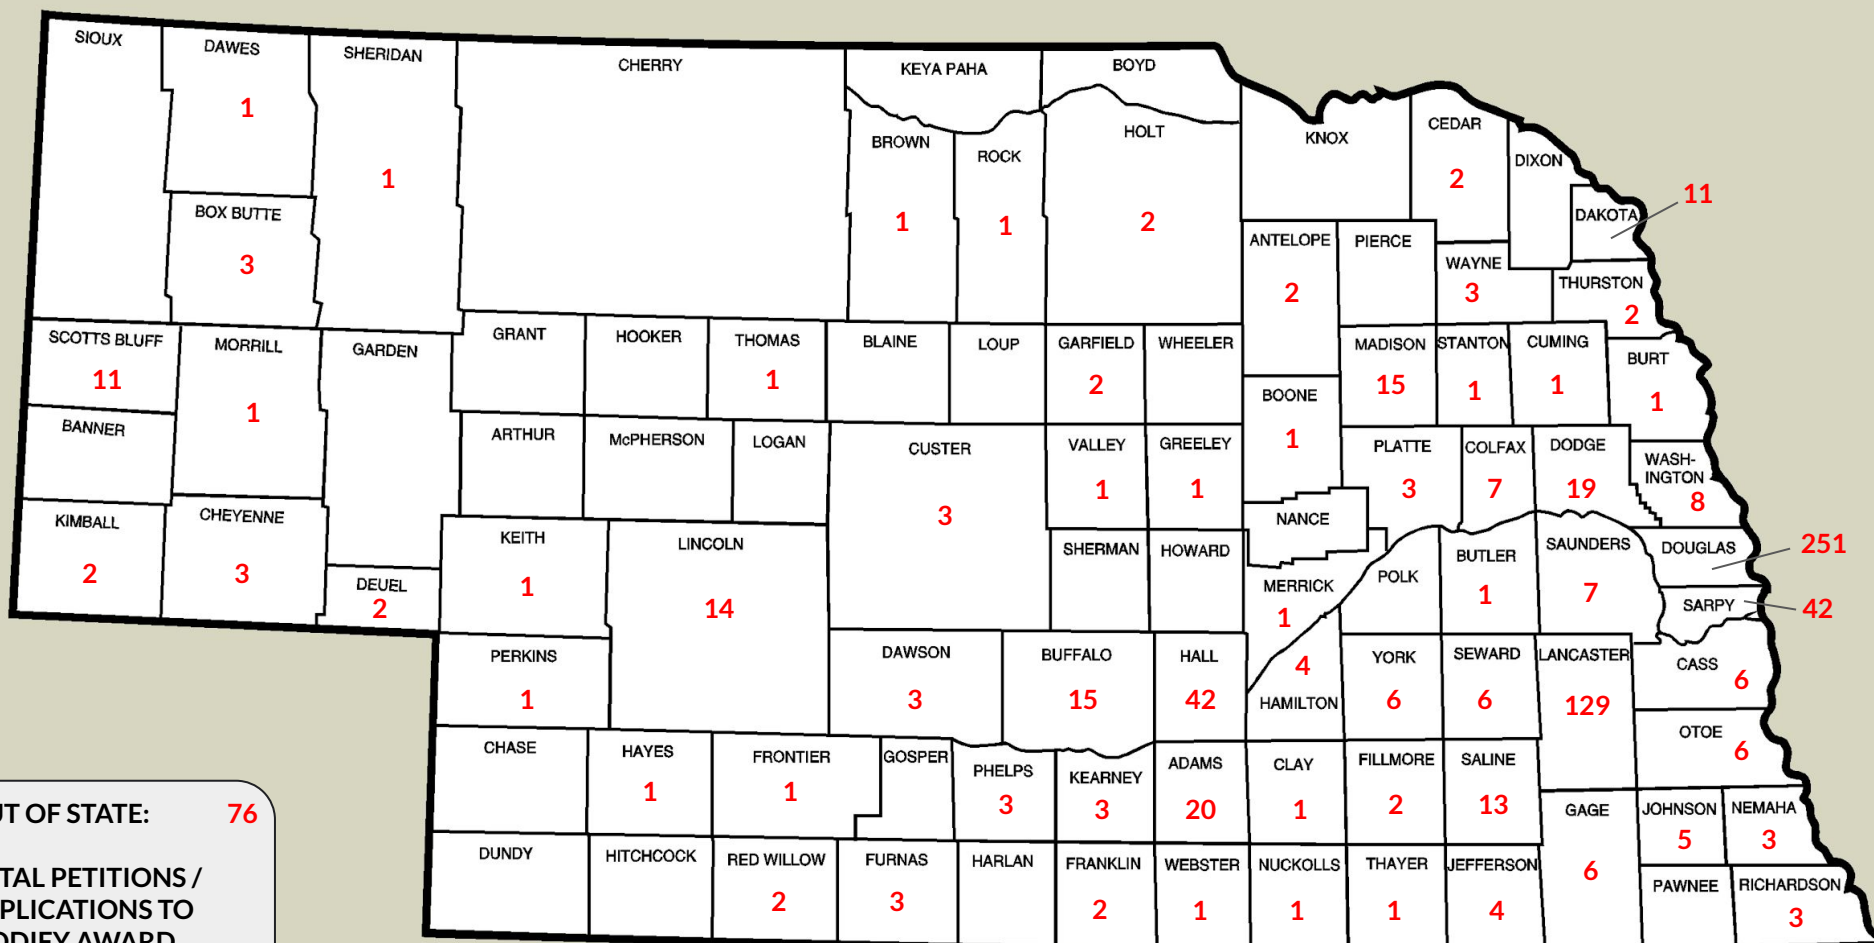 SIOUX
DAWES
1
SHERIDAN
1
CHERRY
KEYA PAHA
BOYD
BOX BUTTE
3
BROWN
1
ROCK
1
HOLT
2
KNOX
CEDAR
2
DIXON
DAKOTA
11
ANTELOPE
2
PIERCE
WAYNE
3
THURSTON
2
SCOTTS BLUFF
11
MORRILL
1
GARDEN
GRANT
HOOKER
THOMAS
1
BLAINE
LOUP
GARFIELD
2
WHEELER
BOONE
1
MADISON
15
STANTON
1
CUMING
1
BURT
1
BANNER
ARTHUR
McPHERSON
LOGAN
CUSTER
3
VALLEY
1
GREELEY
1
PLATTE
3
COLFAX
7
DODGE
19
WASH-
INGTON
8
KIMBALL
2
CHEYENNE
3
DEUEL
2
KEITH
1
LINCOLN
14
SHERMAN
HOWARD
NANCE
MERRICK
1
POLK
BUTLER
1
SAUNDERS
7
DOUGLAS
251
SARPY
42
PERKINS
1
DAWSON
3
BUFFALO
15
HALL
42
4
HAMILTON
YORK
6
SEWARD
6
LANCASTER
129
CASS
6
OTOE
6
CHASE
HAYES
1
FRONTIER
1
GOSPER
PHELPS
3
KEARNEY
3
ADAMS
20
CLAY
1
FILLMORE
2
SALINE
13
GAGE
6
JOHNSON
5
NEMAHA
3
DUNDY
HITCHCOCK
RED WILLOW
2
FURNAS
3
HARLAN
FRANKLIN
2
WEBSTER
1
NUCKOLLS
1
THAYER
1
JEFFERSON
4
PAWNEE
RICHARDSON
3
UT OF STATE: 76
TAL PETITIONS /
PLICATIONS TO
ODIFY AWARD